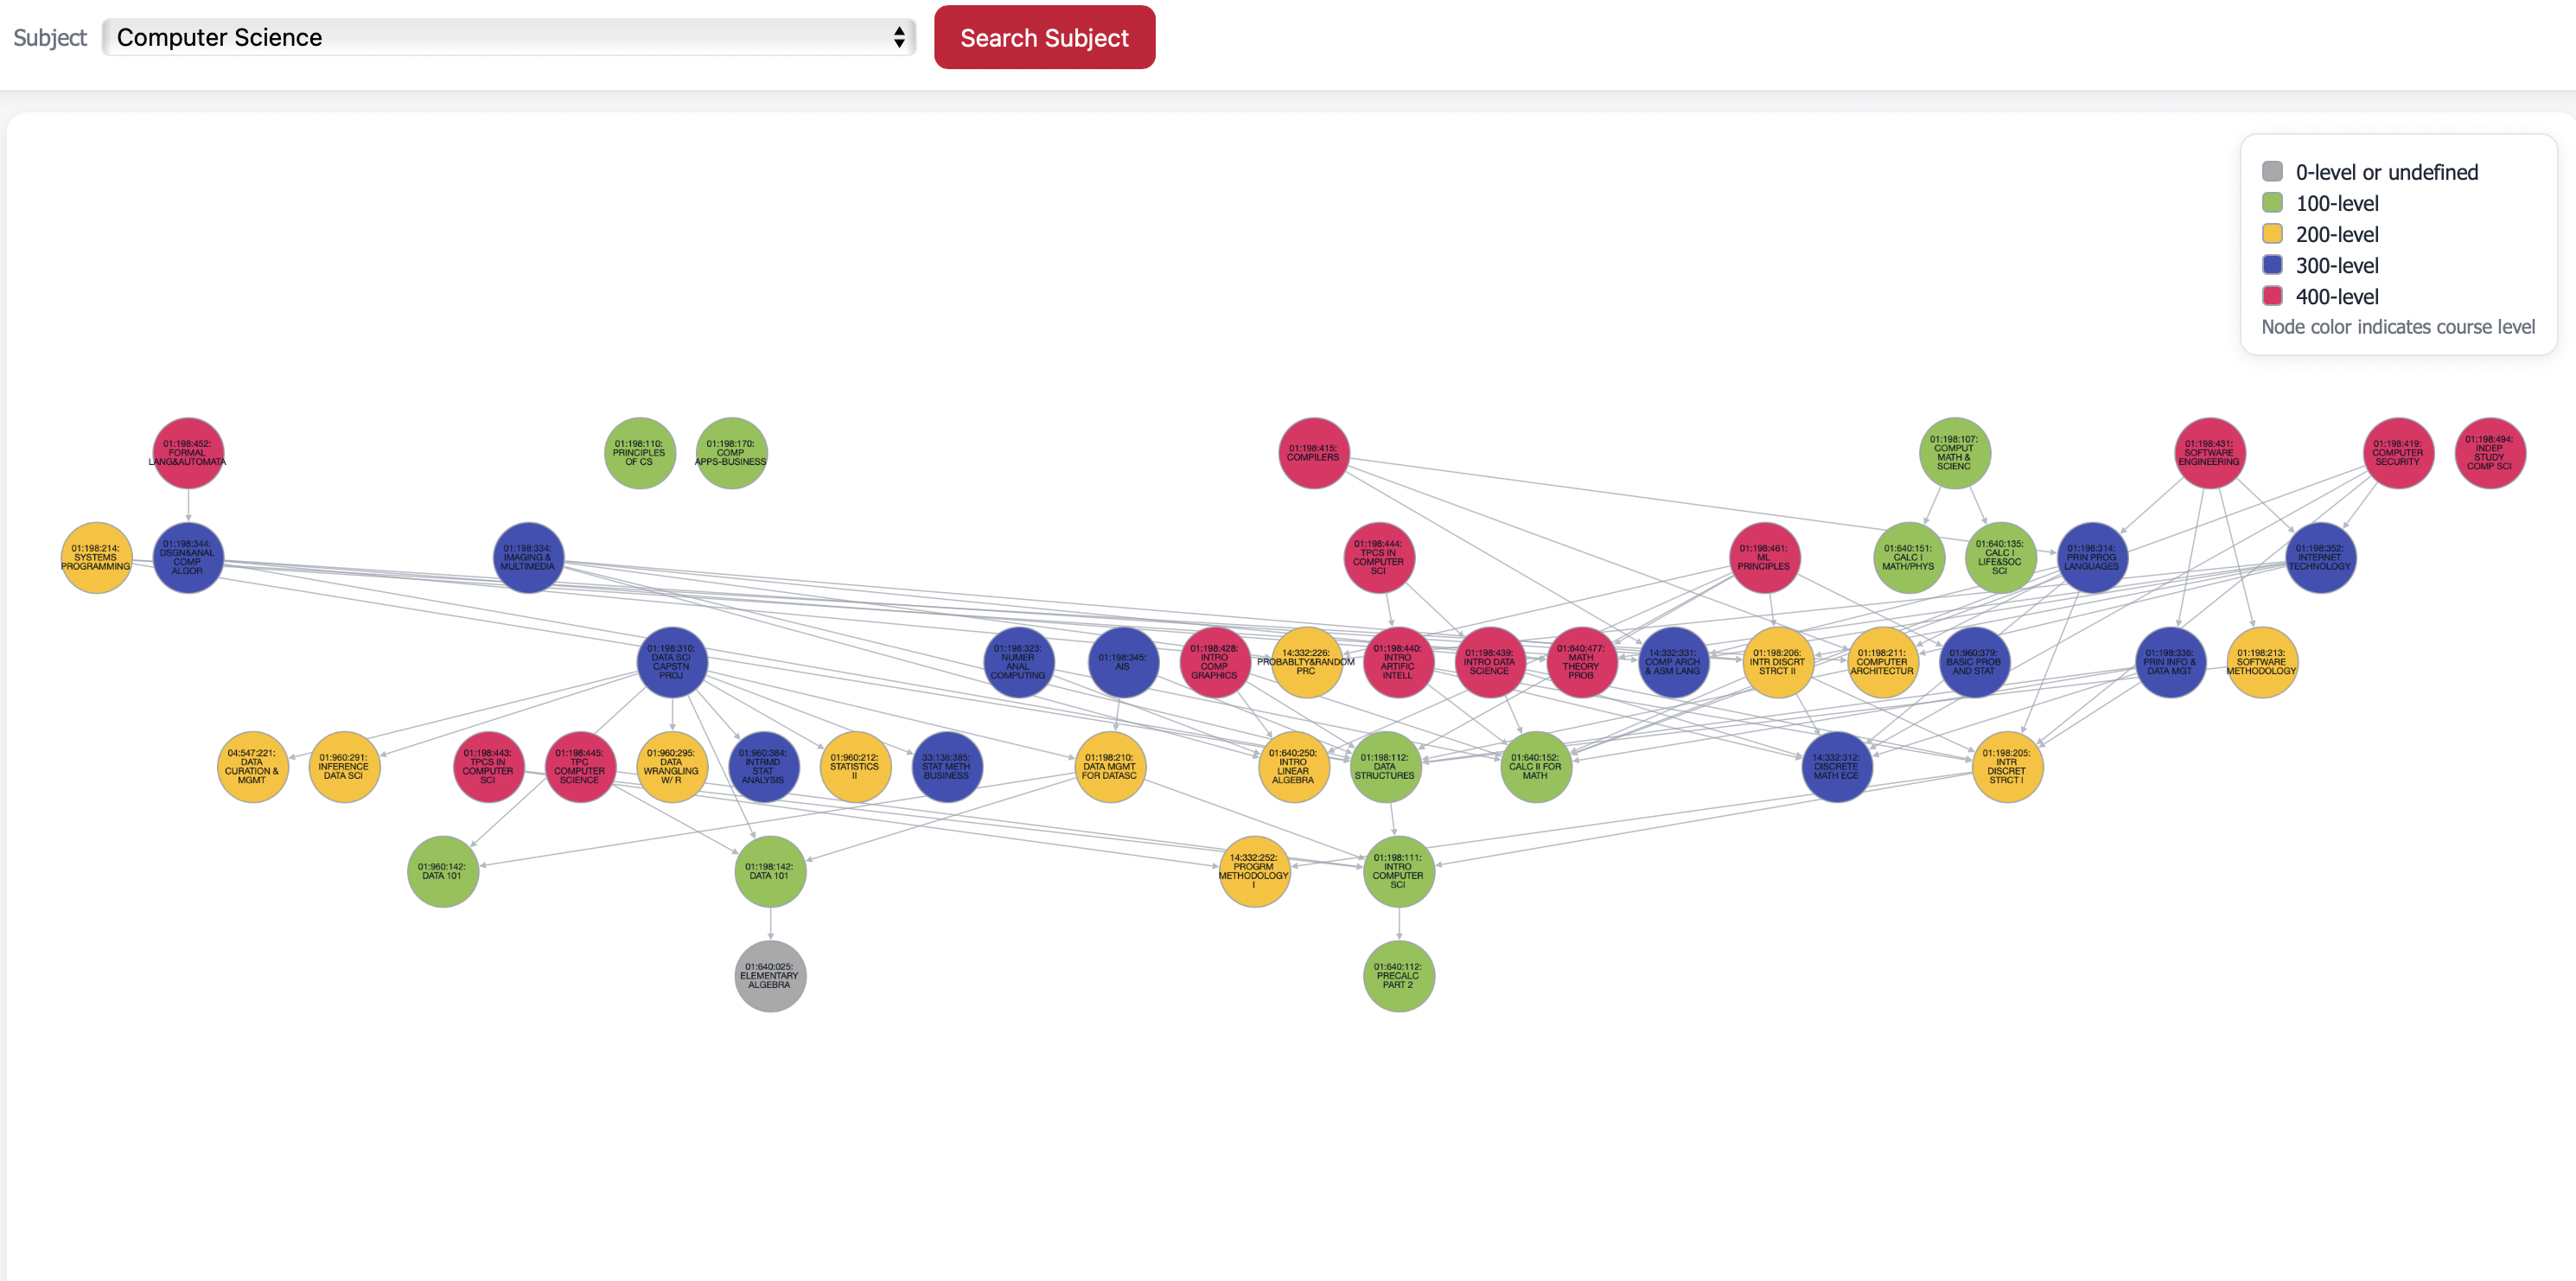 Subject
Computer Science
Search Subject
0-level or undefined
100-level
200-level
300-level
400-level
Node color indicates course level
01:198:452:
FORMAL
LANG&AUTOMATA
01:198:110:
PRINCIPLES
OF CS
01:198:170:
COMP
APPS-BUSINESS
01:198:415:
COMPILERS
01:198:107:
COMPUT
MATH &
SCIENC
01:198:431:
SOFTWARE
ENGINEERING
01:198:419:
COMPUTER
SECURITY
01:198:494:
INDEP
STUDY
COMP SCI
01:198:214:
SYSTEMS
PROGRAMMING
01:198:344:
DSGN&ANAL
COMP
ALGOR
01:198:334:
IMAGING &
MULTIMEDIA
01:198:444:
TPCS IN
COMPUTER
SCI
01:198:461:
ML
PRINCIPLES
01:640:151:
CALC I
MATH/PHYS
01:640:135:
CALC I
LIFE&SOC
SCI
01:198:314:
PRIN PROG
LANGUAGES
01:198:352:
INTERNET
TECHNOLOGY
01:198:310:
DATA SCI
CAPSTN
PROJ
01:198:323:
NUMER
ANAL
COMPUTING
01:198:345:
AIS
01:198:428:
INTRO
COMP
GRAPHICS
14:332:226:
PROBABLTY&RANDOM
PRC
01:198:440:
INTRO
ARTIFIC
INTELL
01:198:439:
INTRO DATA
SCIENCE
01:640:477:
MATH
THEORY
PROB
14:332:331:
COMP ARCH
& ASM LANG
01:198:206:
INTR DISCRT
STRCT II
01:198:211:
COMPUTER
ARCHITECTUR
01:960:379:
BASIC PROB
AND STAT
01:198:336:
PRIN INFO &
DATA MGT
01:198:213:
SOFTWARE
METHODOLOGY
04:547:221:
DATA
CURATION &
MGMT
01:960:291:
INFERENCE
DATA SCI
01:198:443:
TPCS IN
COMPUTER
SCI
01:198:445:
TPC
COMPUTER
SCIENCE
01:960:295:
DATA
WRANGLING
W/ R
01:960:384:
INTRMD
STAT
ANALYSIS
01:960:212:
STATISTICS
II
33:136:385:
STAT METH
BUSINESS
01:198:210:
DATA MGMT
FOR DATASC
01:640:250:
INTRO
LINEAR
ALGEBRA
01:198:112:
DATA
STRUCTURES
01:640:152:
CALC II FOR
MATH
14:332:312:
DISCRETE
MATH ECE
01:198:205:
INTR
DISCRET
STRCT I
01:960:142:
DATA 101
01:198:142:
DATA 101
14:332:252:
PROGRM
METHODOLOGY
I
01:198:111:
INTRO
COMPUTER
SCI
01:640:025:
ELEMENTARY
ALGEBRA
01:640:112:
PRECALC
PART 2